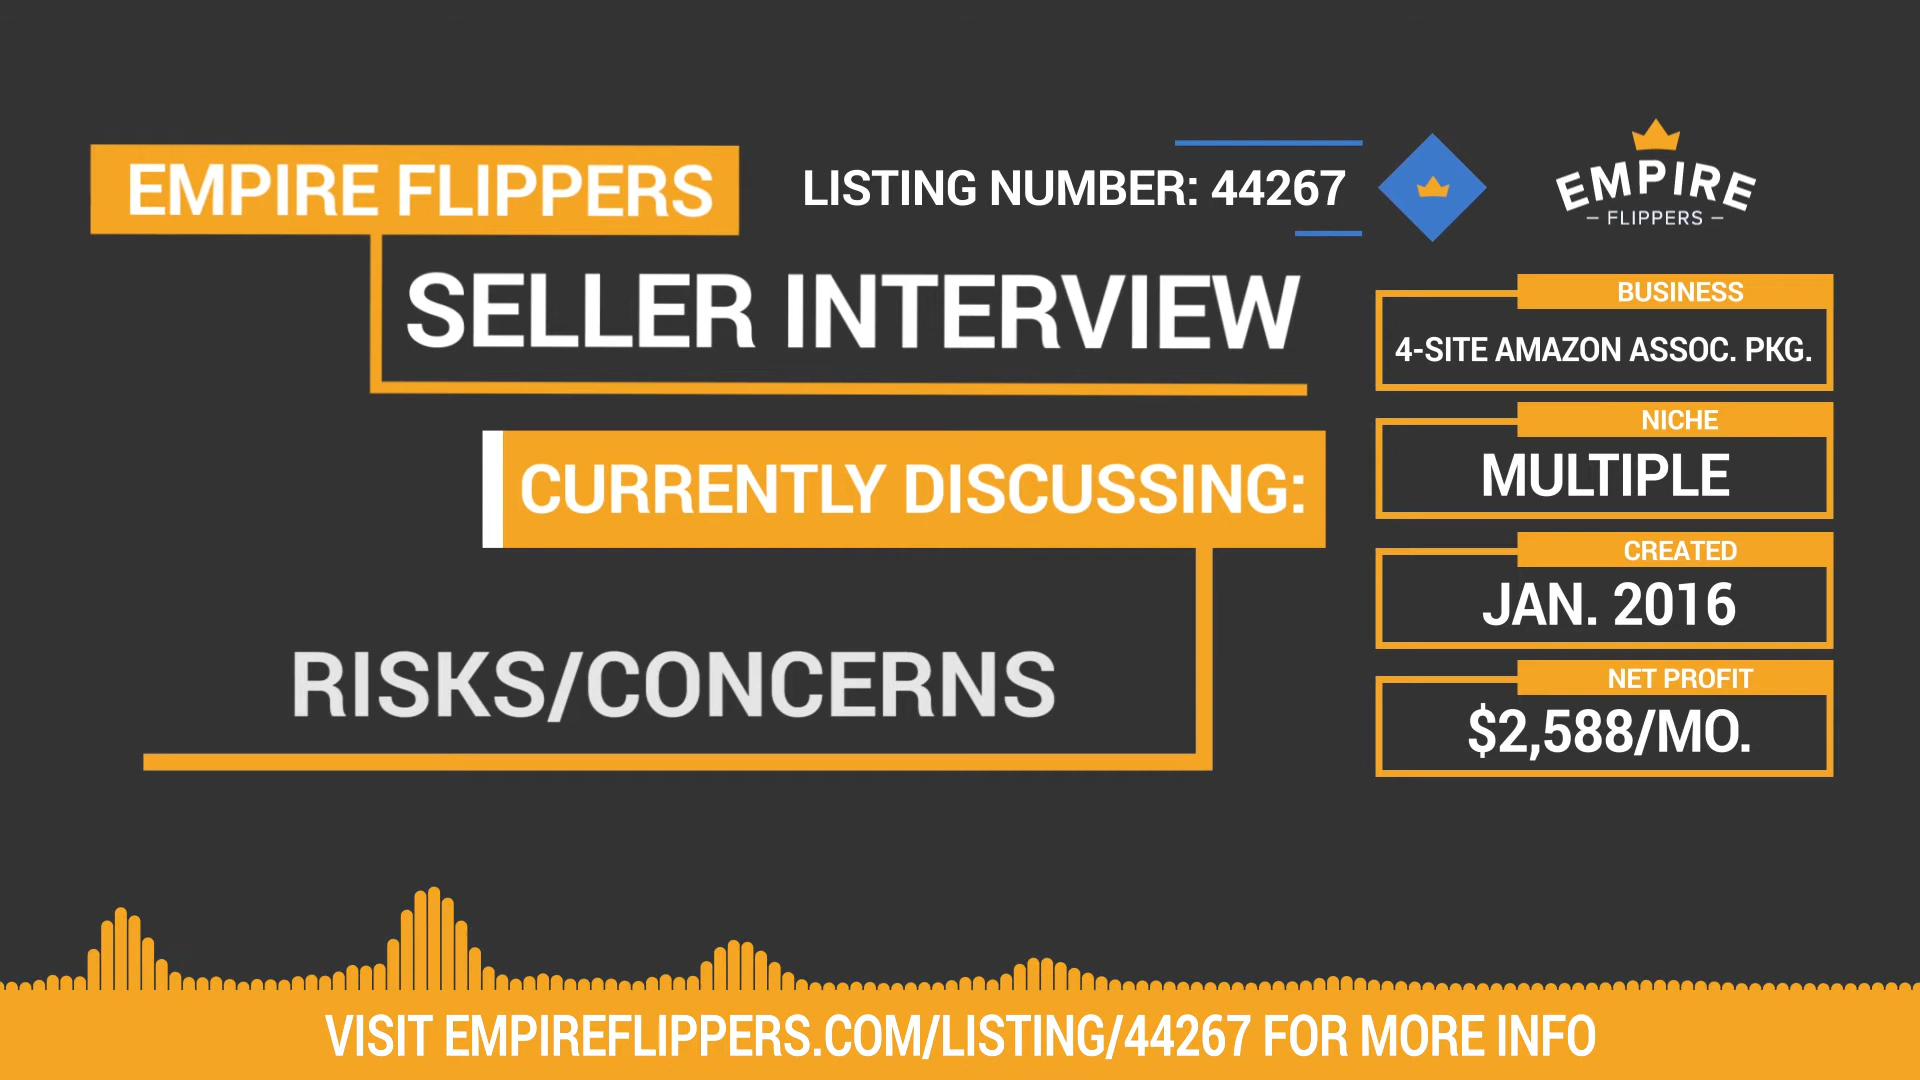 EMPIRE FLIPPERS
LISTING NUMBER: 44267
EMPIRE
FLIPPERS
SELLER INTERVIEW
CURRENTLY DISCUSSING:
RISKS/CONCERNS
BUSINESS
4-SITE AMAZON ASSOC. PKG.
NICHE
MULTIPLE
CREATED
JAN. 2016
NET PROFIT
$2,588/MO.
VISIT EMPIREFLIPPERS.COM/LISTING/44267 FOR MORE INFO